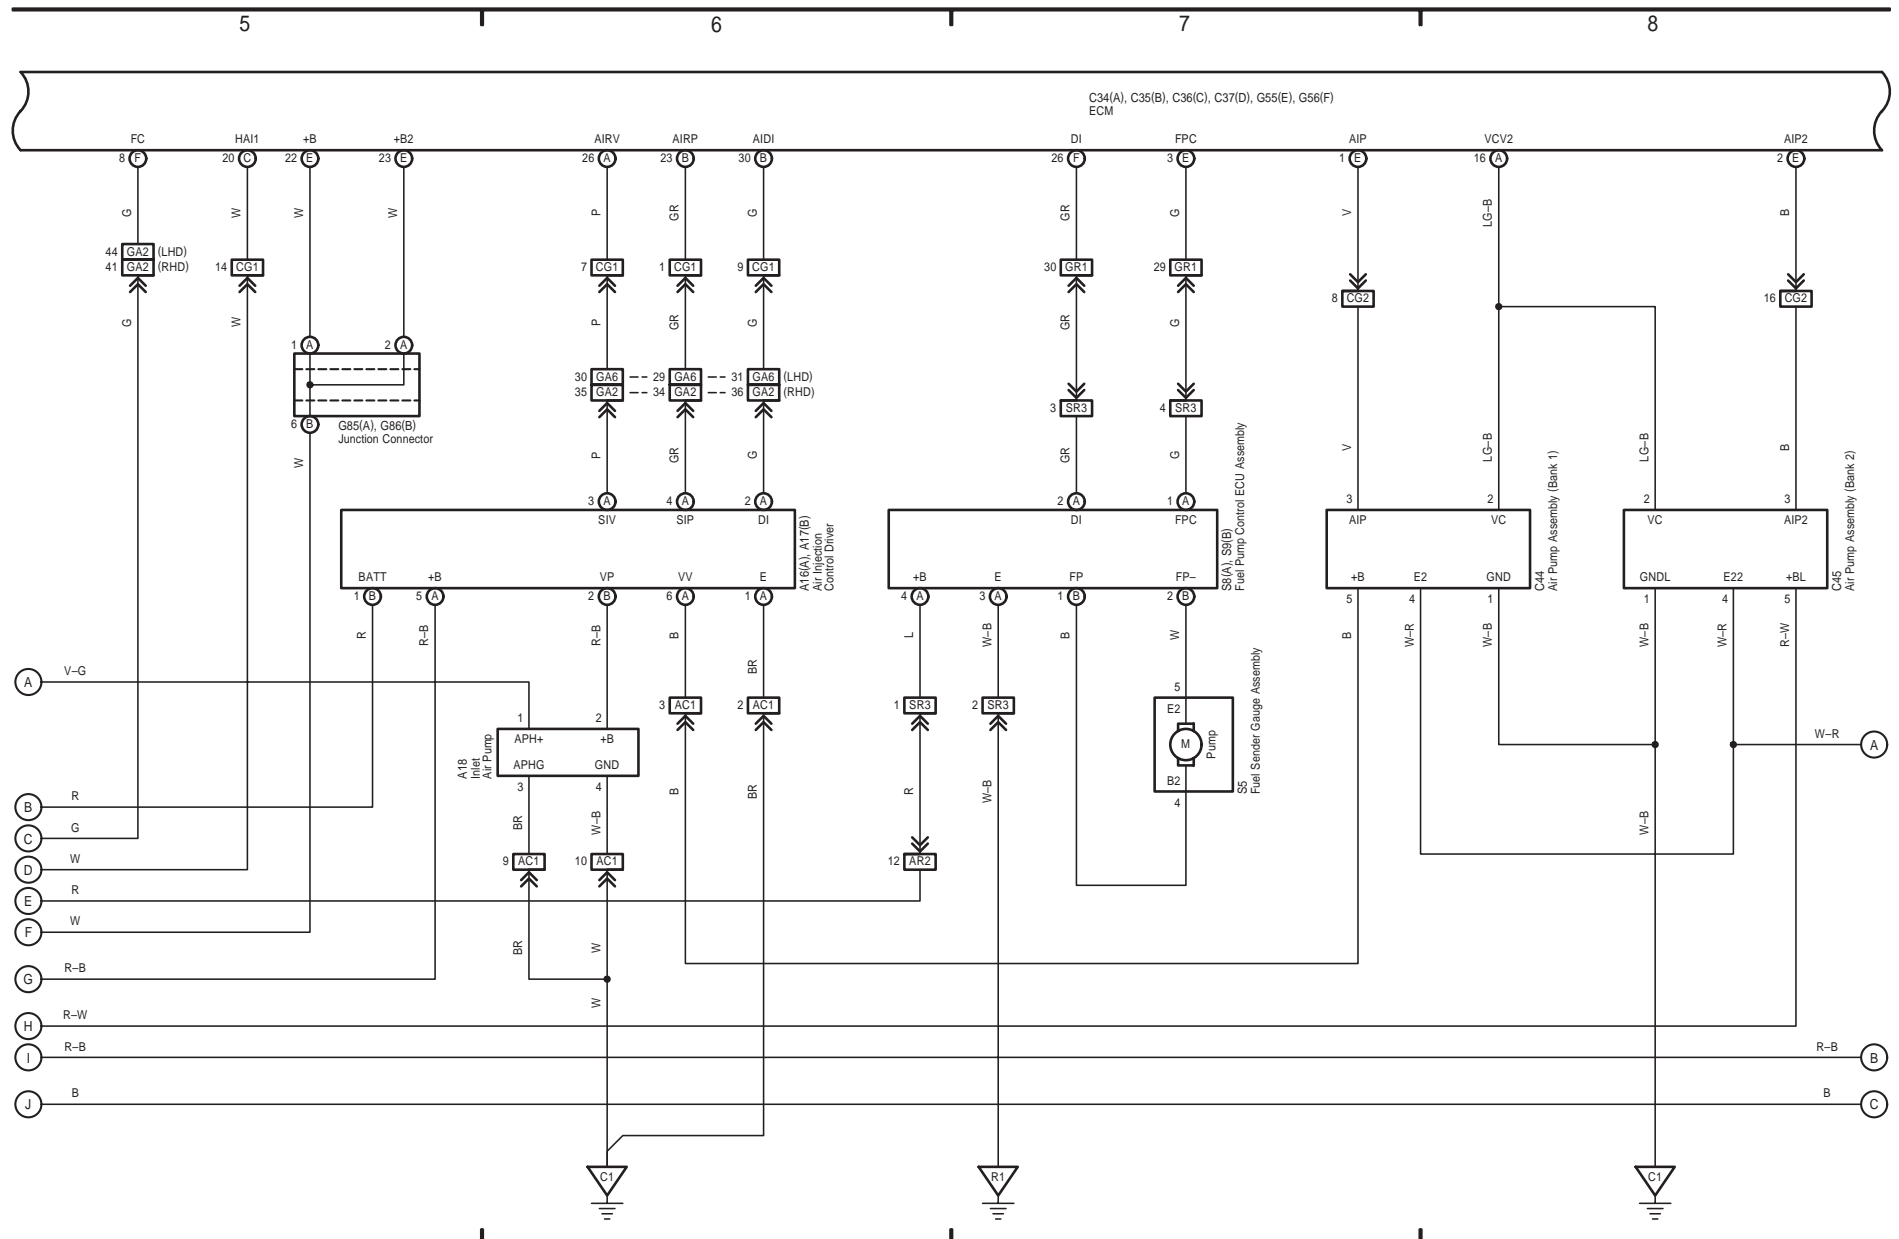 5 6 7 8
C34(A), C35(B), C36(C), C37(D), G55(E), G56(F)
ECM
FC HAI1 +B +B2 AIRV AIRP AIDI DI FPC AIP VCV2 AIP2
8 F 20 C 22 E 23 E 26 A 23 B 30 B 26 F 3 E 1 E 16 A 2 E
G W W W P GR G GR G V LG–B B
44 GA2 (LHD)
41 GA2 (RHD) 14 CG1 7 CG1 1 CG1 9 CG1 30 GR1 29 GR1
8 CG2 16 CG2
G W P GR G GR G
1 A 2 A
30 GA6 29 GA6 31 GA6 (LHD)
35 GA2 34 GA2 36 GA2 (RHD)
3 SR3 4 SR3
6 B G85(A), G86(B)
Junction Connector
W P GR G GR G V LG–B LG–B B
3 A 4 A 2 A 2 A 1 A 3 2 2 3
SIV SIP DI DI FPC AIP VC VC AIP2
A16(A), A17(B)
Air Injection
Control Driver
S8(A), S9(B)
Fuel Pump Control ECU Assembly
C44
Air Pump Assembly (Bank 1)
C45
Air Pump Assembly (Bank 2)
BATT +B VP VV E +B E FP FP– +B E2 GND GNDL E22 +BL
1 B 5 A 2 B 6 A 1 A 4 A 3 A 1 B 2 B 5 4 1 1 4 5
R R–B R–B B BR L W–B B W B W–R W–B W–B W–R R–W
A V–G
3 AC1 2 AC1 1 SR3 2 SR3
5
E2
M
Pump
B2
4
S5
Fuel Sender Gauge Assembly
1 2
APH+ +B
APHG GND
3 4
A18
Inlet
Air Pump
W–R A
B R
B BR R W–B
C G
BR W–B W–B
D W
9 AC1 10 AC1 12 AR2
E R
F W
BR W
G R–B
W
H R–W
I R–B R–B B
J B B C
C1 R1 C1